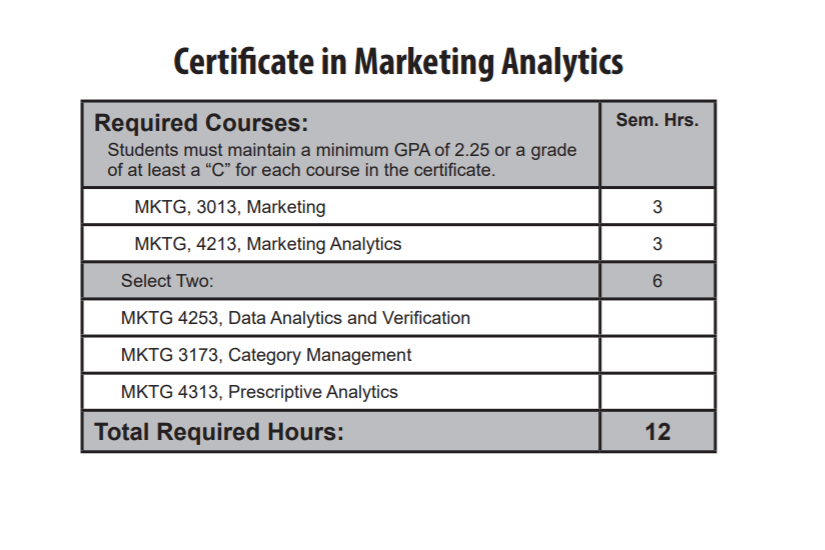 Certificate in Marketing Analytics
Required Courses: Sem. Hrs.
Students must maintain a minimum GPA of 2.25 or a grade
of at least a “C” for each course in the certificate.
MKTG, 3013, Marketing 3
MKTG, 4213, Marketing Analytics 3
Select Two: 6
MKTG 4253, Data Analytics and Verification
MKTG 3173, Category Management
MKTG 4313, Prescriptive Analytics
Total Required Hours: 12